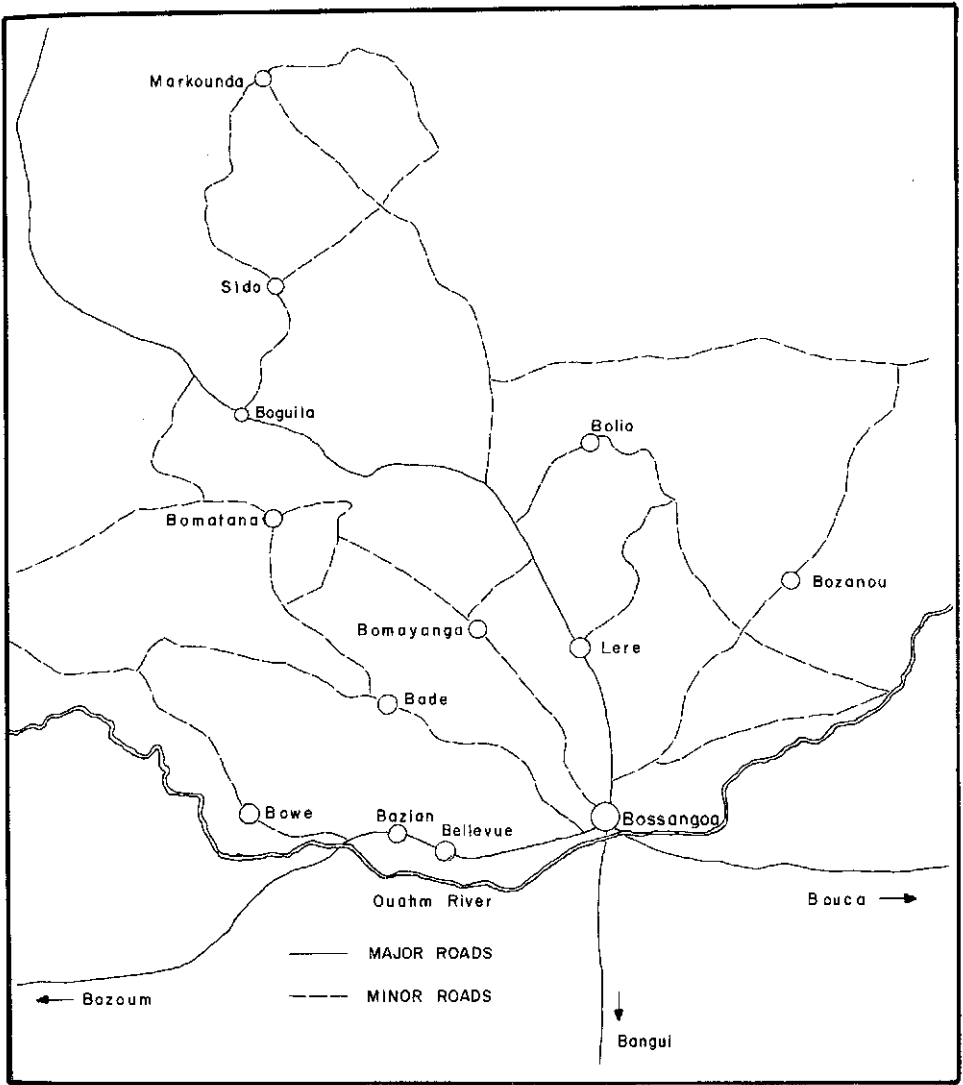 Markounda
Sido
Boguila
Bolio
Bomatana
Bozanou
Bomayanga
Lere
Bade
Bowe
Bazian
Bellevue
Bossangoa
Ouahm River
Bouca
MAJOR ROADS
MINOR ROADS
Bozoum
Bangui